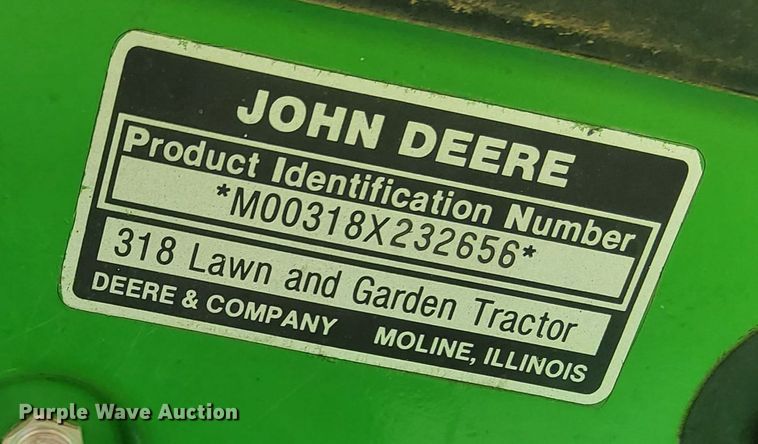 JOHN DEERE
Product Identification Number
*M00318X232656*
318 Lawn and Garden Tractor
DEERE & COMPANY MOLINE, ILLINOIS
Purple Wave Auction